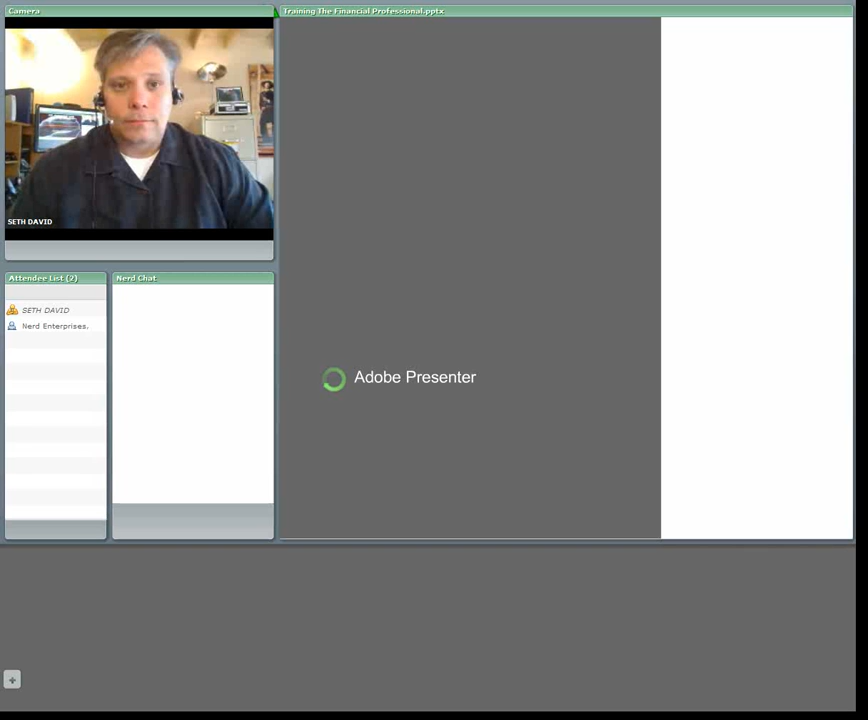 Camera
Training The Financial Professional.pptx
SETH DAVID
Attendee List (2)
Nerd Chat
SETH DAVID
Nerd Enterprises.
Adobe Presenter